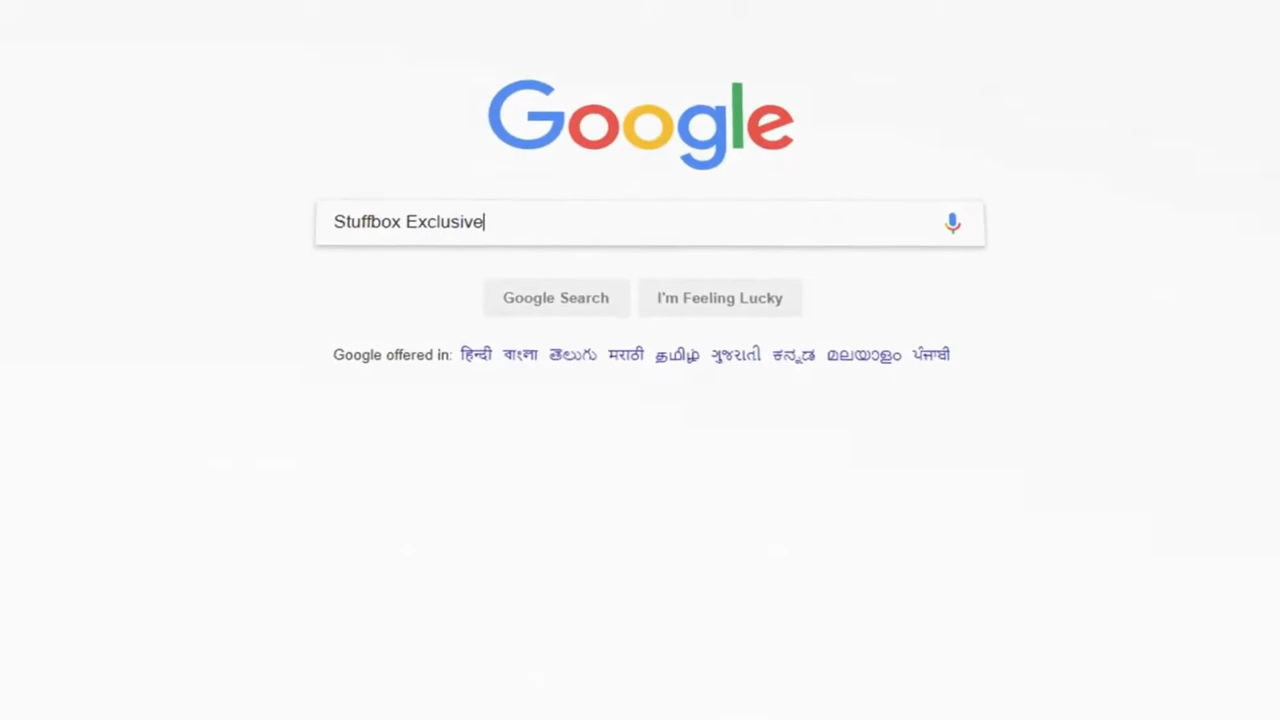 Google
Stuffbox Exclusive
Google Search I'm Feeling Lucky
Google offered in: हिन्दी বাংলা తెలుగు मराठी தமிழ் ગુજરાતી ಕನ್ನಡ മലയാളം ਪੰਜਾਬੀ